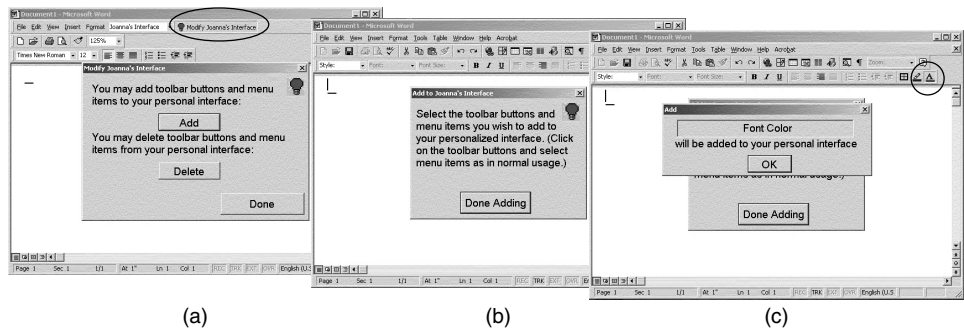 Document1 - Microsoft Word
File Edit View Insert Format Joanna's Interface Modify Joanna's Interface
125%
Times New Roman 12
Modify Joanna's Interface
You may add toolbar buttons and menu
items to your personal interface:
Add
You may delete toolbar buttons and menu
items from your personal interface:
Delete
Done
Page 1 Sec 1 1/1 At 1" Ln 1 Col 1 REC TRK EXT OVR English (U.S
(a)
Document1 - Microsoft Word
File Edit View Insert Format Tools Table Window Help Acrobat
Style: Font: Font Size: B I U
Add to Joanna's Interface
Select the toolbar buttons and
menu items you wish to add to
your personalized interface. (Click
on the toolbar buttons and select
menu items as in normal usage.)
Done Adding
Page 1 Sec 1 1/1 At 1" Ln 1 Col 1 REC TRK EXT OVR
(b)
Document1 - Microsoft Word
File Edit View Insert Format Tools Table Window Help Acrobat
Zoom:
Style: Font: Font Size: B I U A
Add
Font Color
will be added to your personal interface
OK
menu items as in normal usage.)
Done Adding
Page 1 Sec 1 1/1 At 1" Ln 1 Col 1 REC TRK EXT OVR English (U.S
(c)